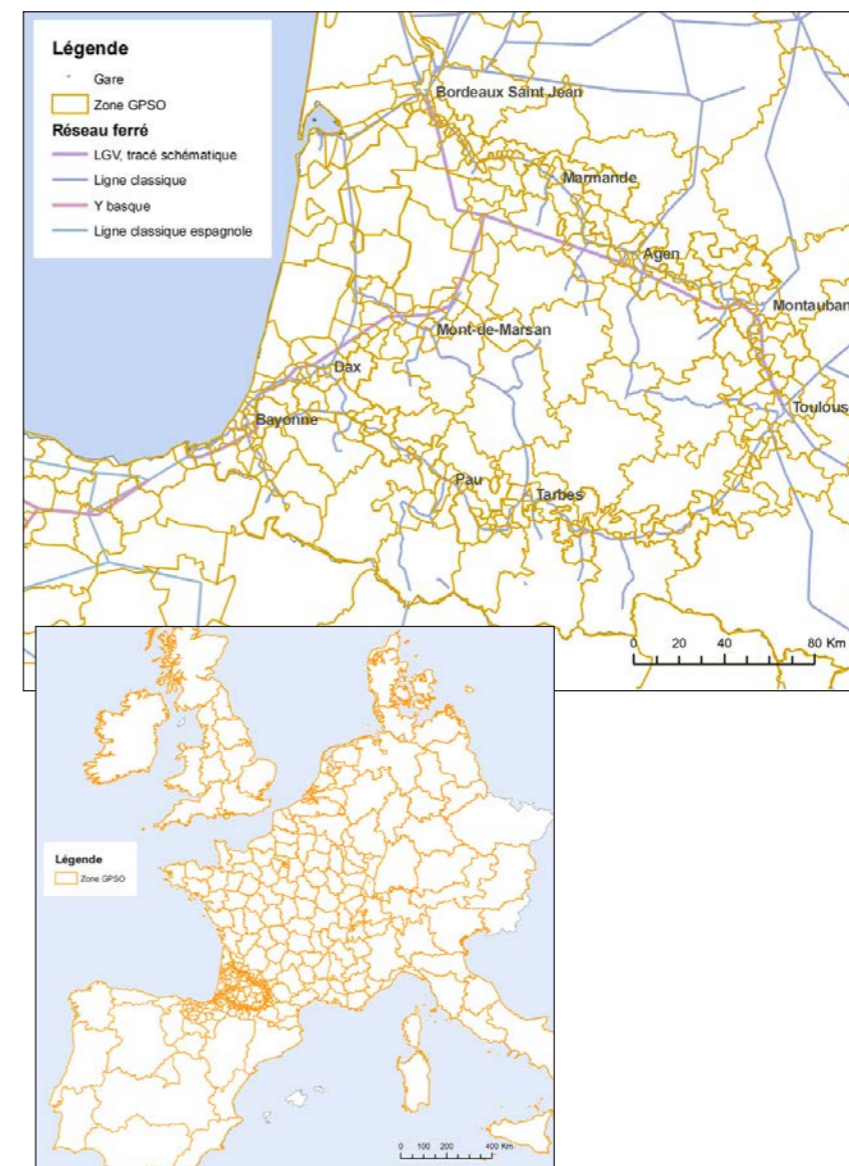 Légende
Gare
Zone GPSO
Réseau ferré
LGV, tracé schématique
Ligne classique
Y basque
Ligne classique espagnole
Bordeaux Saint Jean
Marmande
Agen
Montauban
Mont-de-Marsan
Dax
Toulous
Bayonne
Pau
Tarbes
0 20 40 80 Km
Légende
Zone GPSO
0 100 200 400 Km